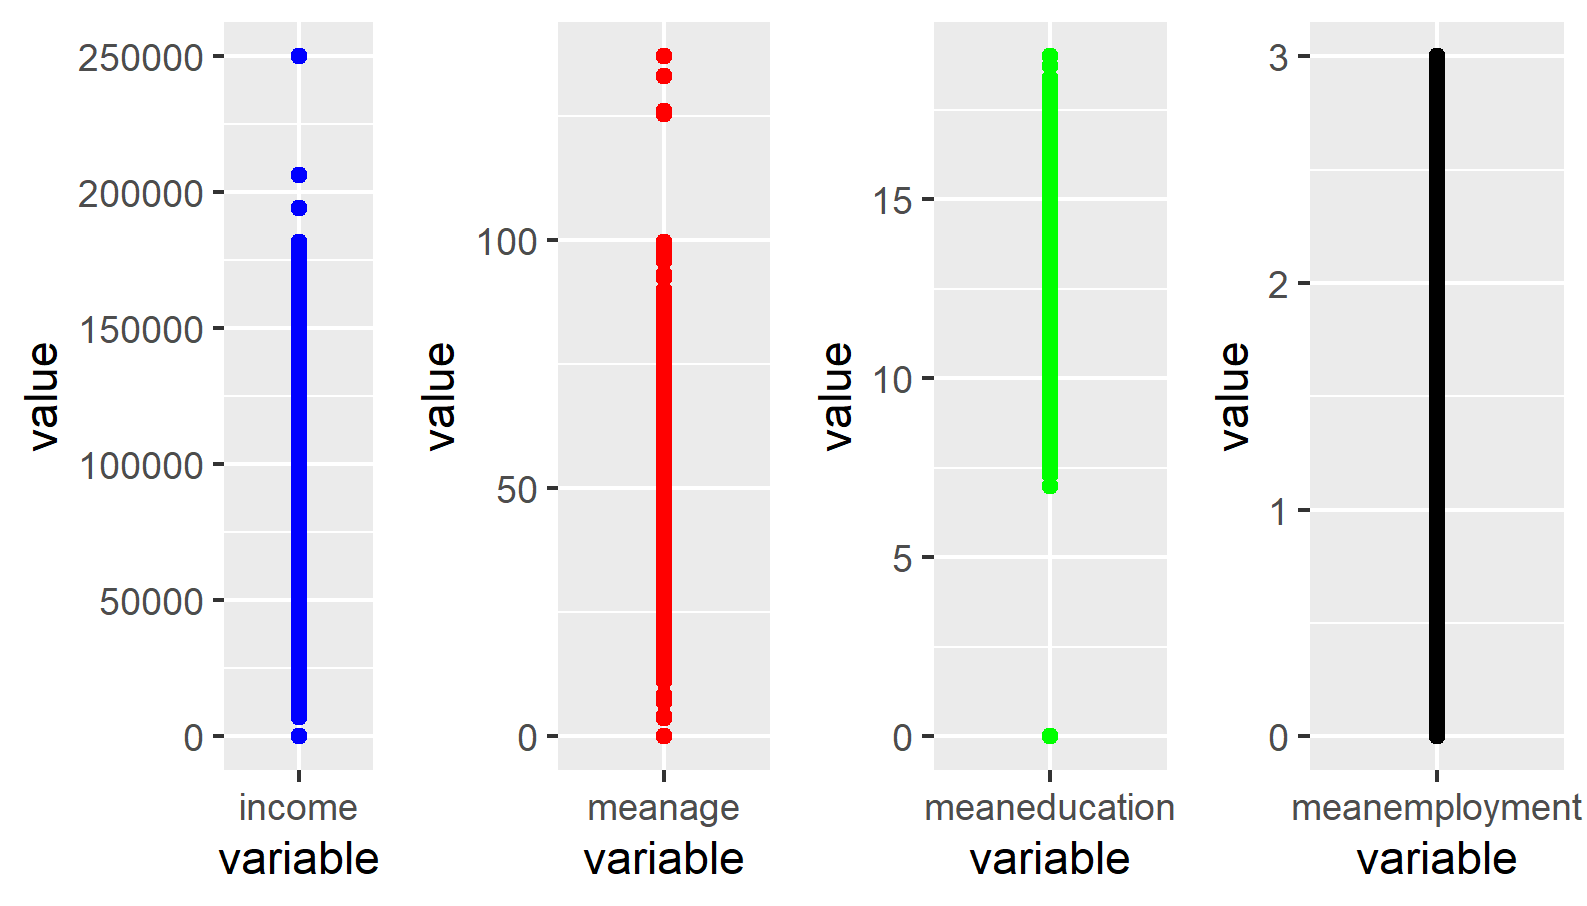 250000
200000
150000
100000
50000
0
value
income
variable
100
50
0
value
meanage
variable
15
10
5
0
value
meaneducation
variable
3
2
1
0
value
meanemployment
variable